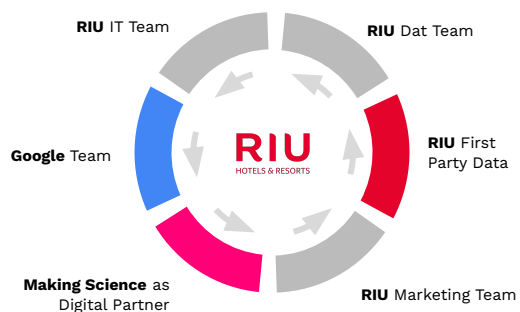 RIU IT Team
RIU Dat Team
Google Team
RIU
HOTELS & RESORTS
RIU First
Party Data
Making Science as
Digital Partner
RIU Marketing Team